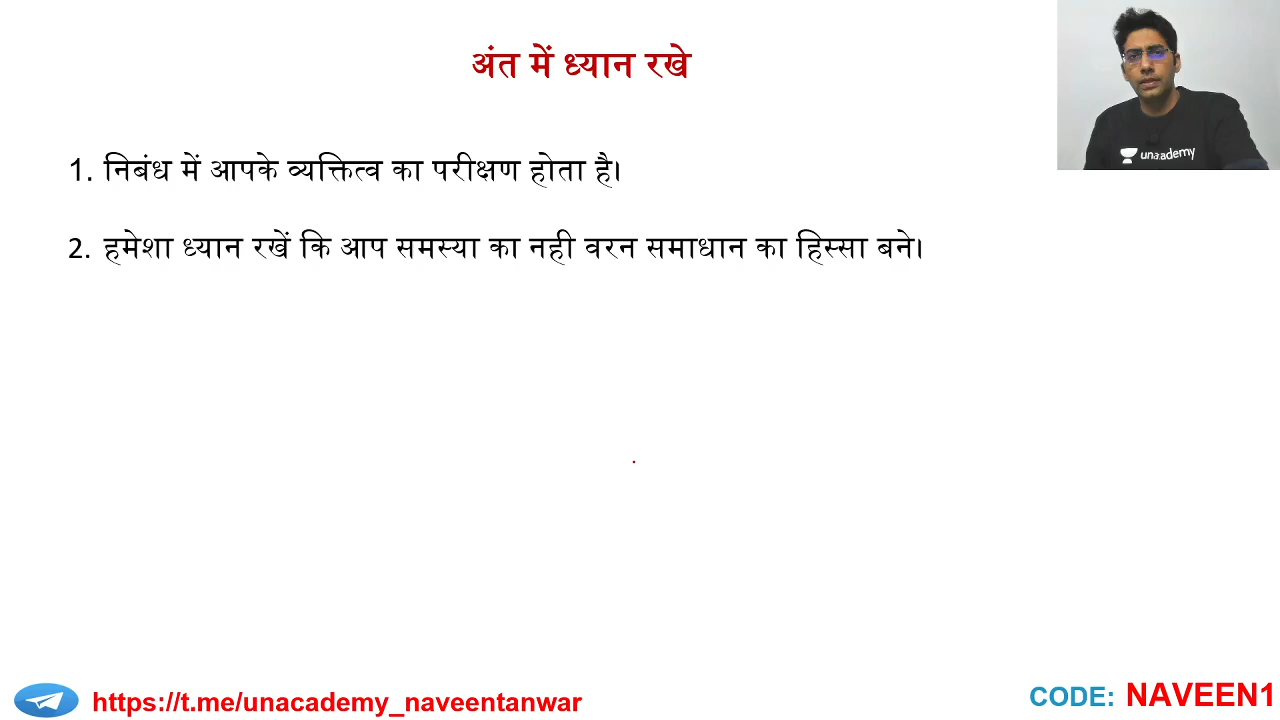 अंत में ध्यान रखे
unacademy
1. निबंध में आपके व्यक्तित्व का परीक्षण होता है।
2. हमेशा ध्यान रखें कि आप समस्या का नही वरन समाधान का हिस्सा बने।
https://t.me/unacademy_naveentanwar
CODE: NAVEEN1